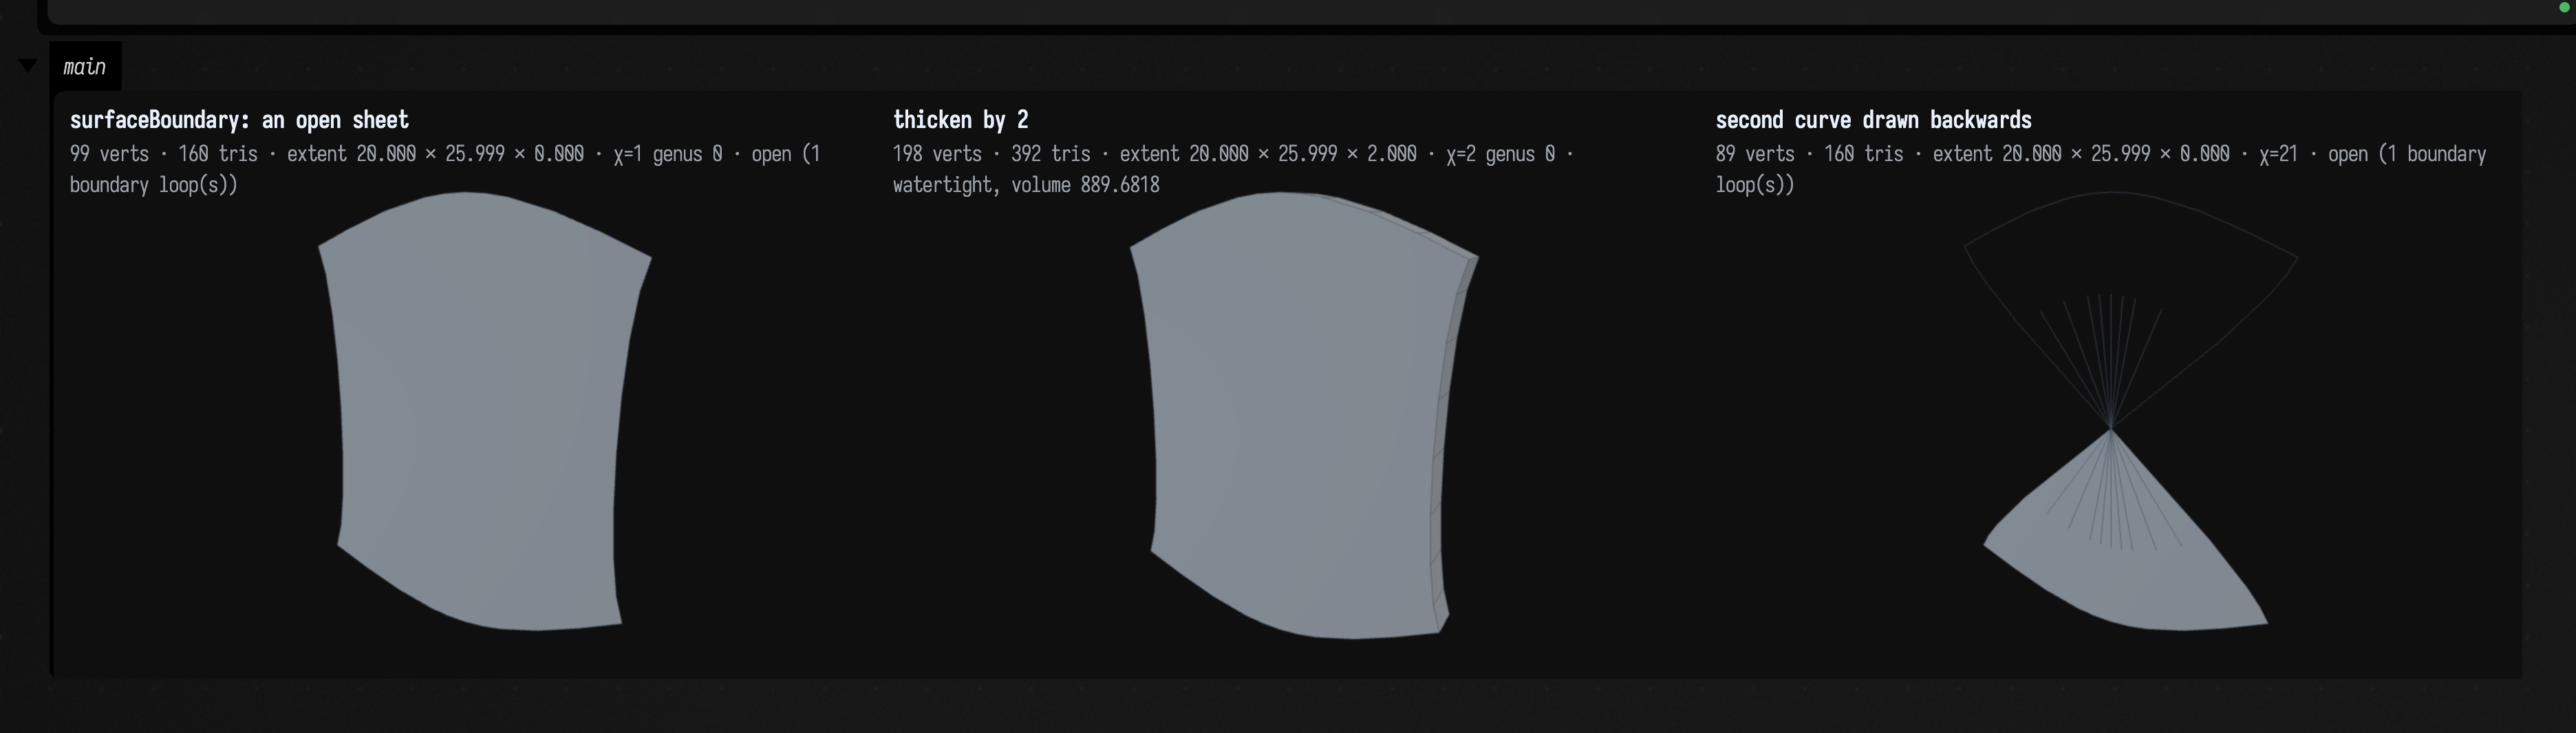 main
surfaceBoundary: an open sheet
99 verts · 160 tris · extent 20.000 × 25.999 × 0.000 · χ=1 genus 0 · open (1
boundary loop(s))
thicken by 2
198 verts · 392 tris · extent 20.000 × 25.999 × 2.000 · χ=2 genus 0 ·
watertight, volume 889.6818
second curve drawn backwards
89 verts · 160 tris · extent 20.000 × 25.999 × 0.000 · χ=21 · open (1 boundary
loop(s))